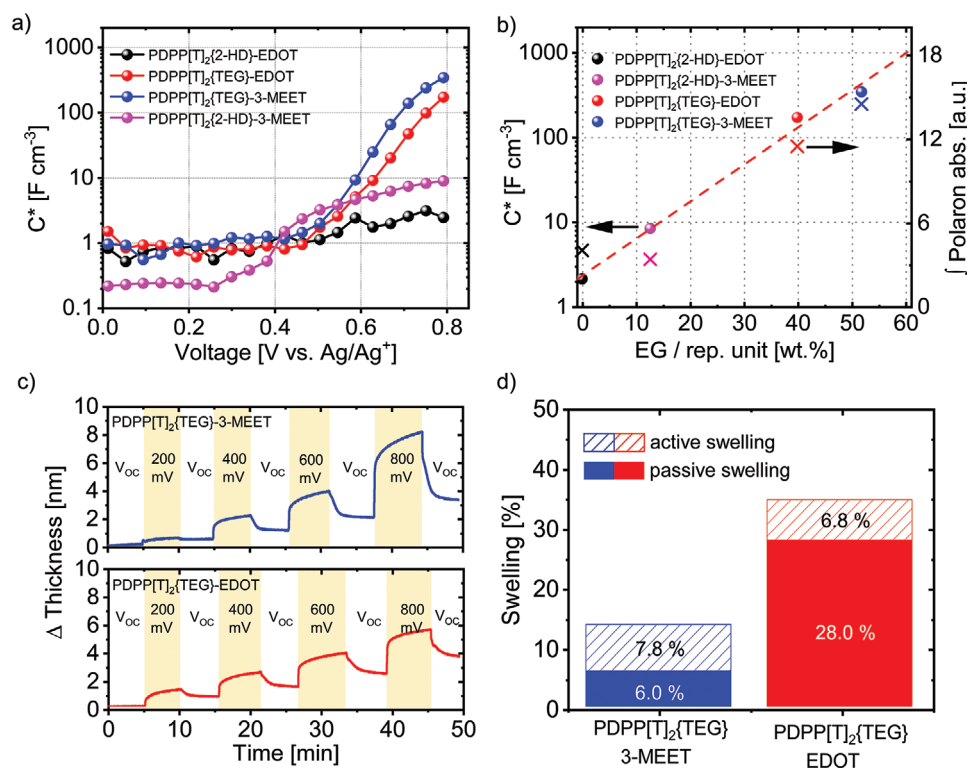 a)
C* [F cm⁻³]
1000
100
10
1
0.1
PDPP[T]₂{2-HD}-EDOT
PDPP[T]₂{TEG}-EDOT
PDPP[T]₂{TEG}-3-MEET
PDPP[T]₂{2-HD}-3-MEET
0.0 0.2 0.4 0.6 0.8
Voltage [V vs. Ag/Ag⁺]
b)
C* [F cm⁻³]
1000
100
10
1
PDPP[T]₂{2-HD}-EDOT
PDPP[T]₂{2-HD}-3-MEET
PDPP[T]₂{TEG}-EDOT
PDPP[T]₂{TEG}-3-MEET
18
12
6
0
∫ Polaron abs. [a.u.]
0 10 20 30 40 50 60
EG / rep. unit [wt.%]
c)
Δ Thickness [nm]
10
8
6
4
2
0
PDPP[T]₂{TEG}-3-MEET
V_OC 200 mV V_OC 400 mV V_OC 600 mV V_OC 800 mV V_OC
10
8
6
4
2
0
PDPP[T]₂{TEG}-EDOT
V_OC 200 mV V_OC 400 mV V_OC 600 mV V_OC 800 mV V_OC
0 10 20 30 40 50
Time [min]
d)
Swelling [%]
50
40
30
20
10
0
active swelling
passive swelling
7.8 %
6.0 %
6.8 %
28.0 %
PDPP[T]₂{TEG}
3-MEET
PDPP[T]₂{TEG}
EDOT